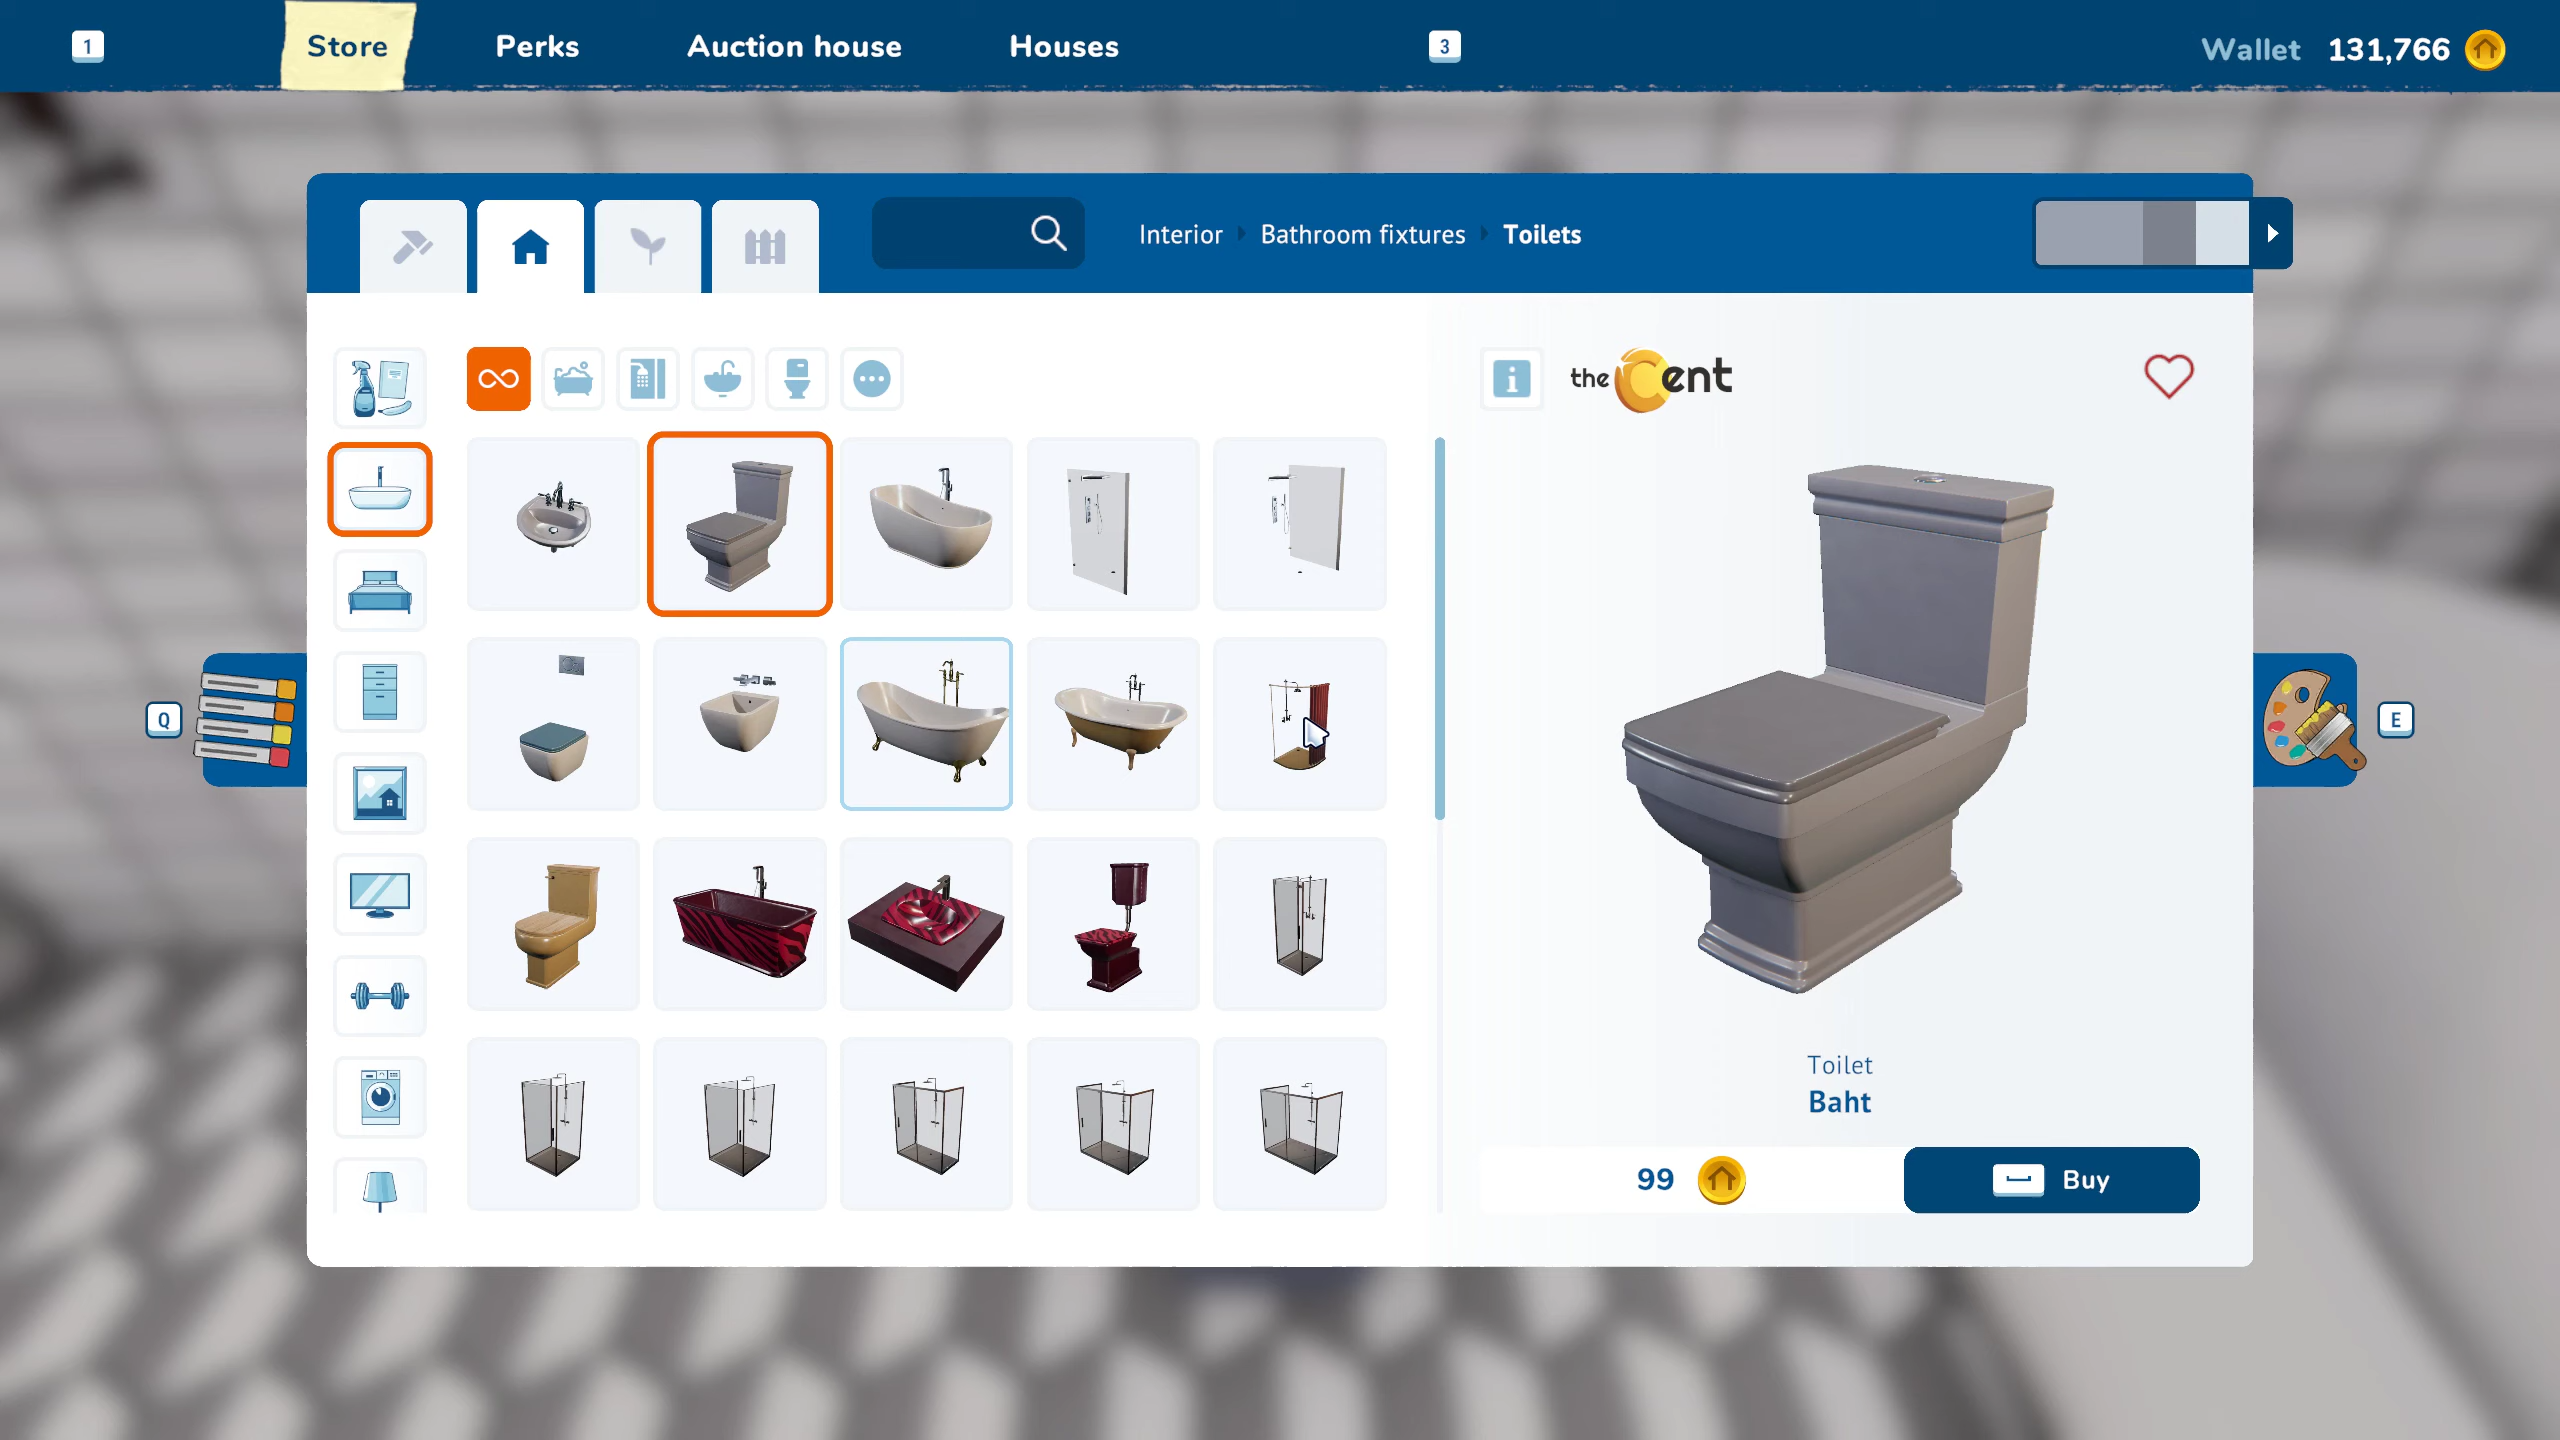 1
Store
Perks
Auction house
Houses
3
Wallet 131,766
Interior
Bathroom fixtures
Toilets
i
the Cent
Q
E
Toilet
Baht
99
Buy